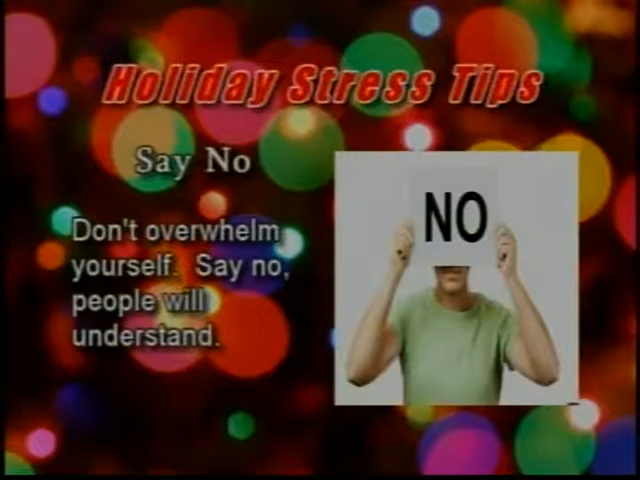 Holiday Stress Tips
Say No
Don't overwhelm
yourself.  Say no,
people will
understand.
NO